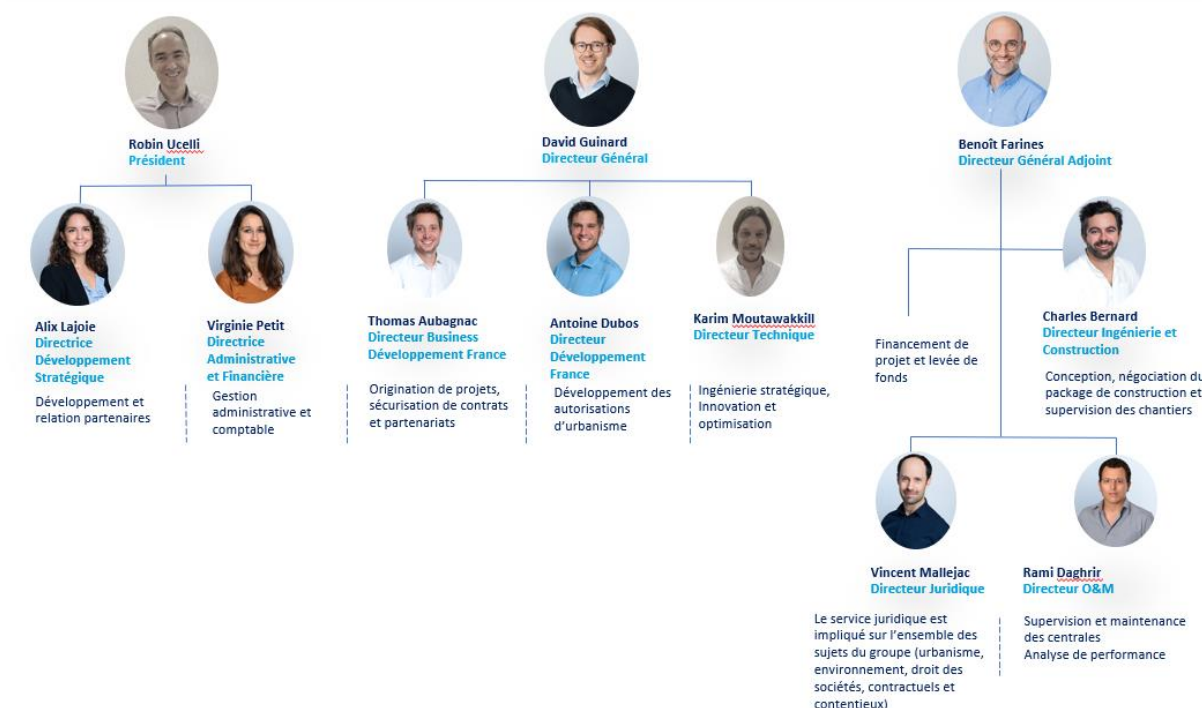 Robin Ucelli
Président
David Guinard
Directeur Général
Benoît Farines
Directeur Général Adjoint
Alix Lajoie
Directrice
Développement
Stratégique
Développement et
relation partenaires
Virginie Petit
Directrice
Administrative
et Financière
Gestion
administrative et
comptable
Thomas Aubagnac
Directeur Business
Développement France
Origination de projets,
sécurisation de contrats
et partenariats
Antoine Dubos
Directeur
Développement
France
Développement des
autorisations
d'urbanisme
Karim Moutawakkill
Directeur Technique
Ingénierie stratégique,
Innovation et
optimisation
Financement de
projet et levée de
fonds
Charles Bernard
Directeur Ingénierie et
Construction
Conception, négociation du
package de construction et
supervision des chantiers
Vincent Mallejac
Directeur Juridique
Le service juridique est
impliqué sur l'ensemble des
sujets du groupe (urbanisme,
environnement, droit des
sociétés, contractuels et
contentieux)
Rami Daghrir
Directeur O&M
Supervision et maintenance
des centrales
Analyse de performance